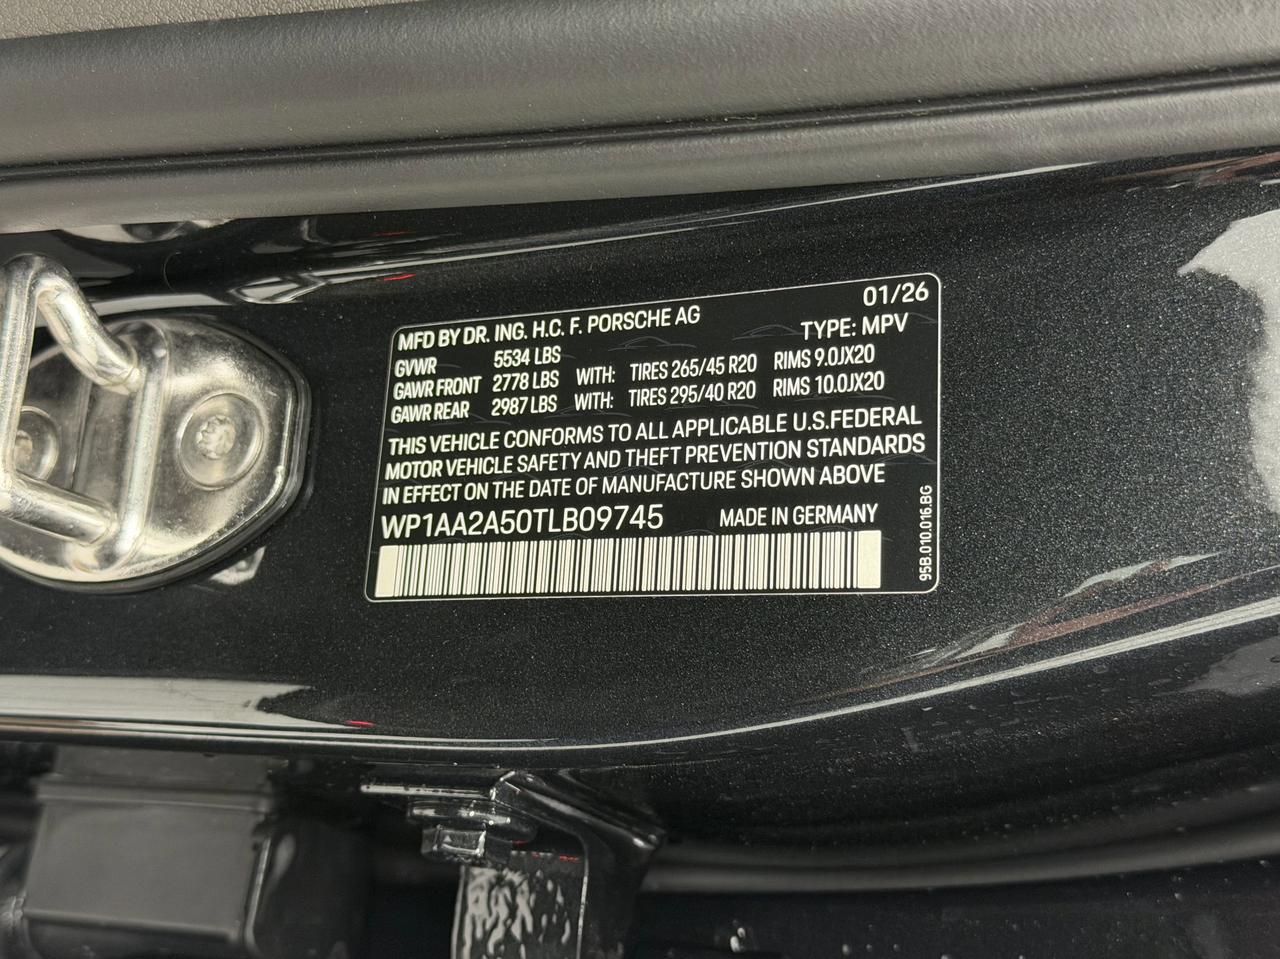 01/26
MFD BY DR. ING. H.C. F. PORSCHE AG
TYPE: MPV
GVWR 5534 LBS
GAWR FRONT 2778 LBS WITH: TIRES 265/45 R20 RIMS 9.0JX20
GAWR REAR 2987 LBS WITH: TIRES 295/40 R20 RIMS 10.0JX20
THIS VEHICLE CONFORMS TO ALL APPLICABLE U.S.FEDERAL
MOTOR VEHICLE SAFETY AND THEFT PREVENTION STANDARDS
IN EFFECT ON THE DATE OF MANUFACTURE SHOWN ABOVE
WP1AA2A50TLB09745 MADE IN GERMANY
95B.010.016.BG